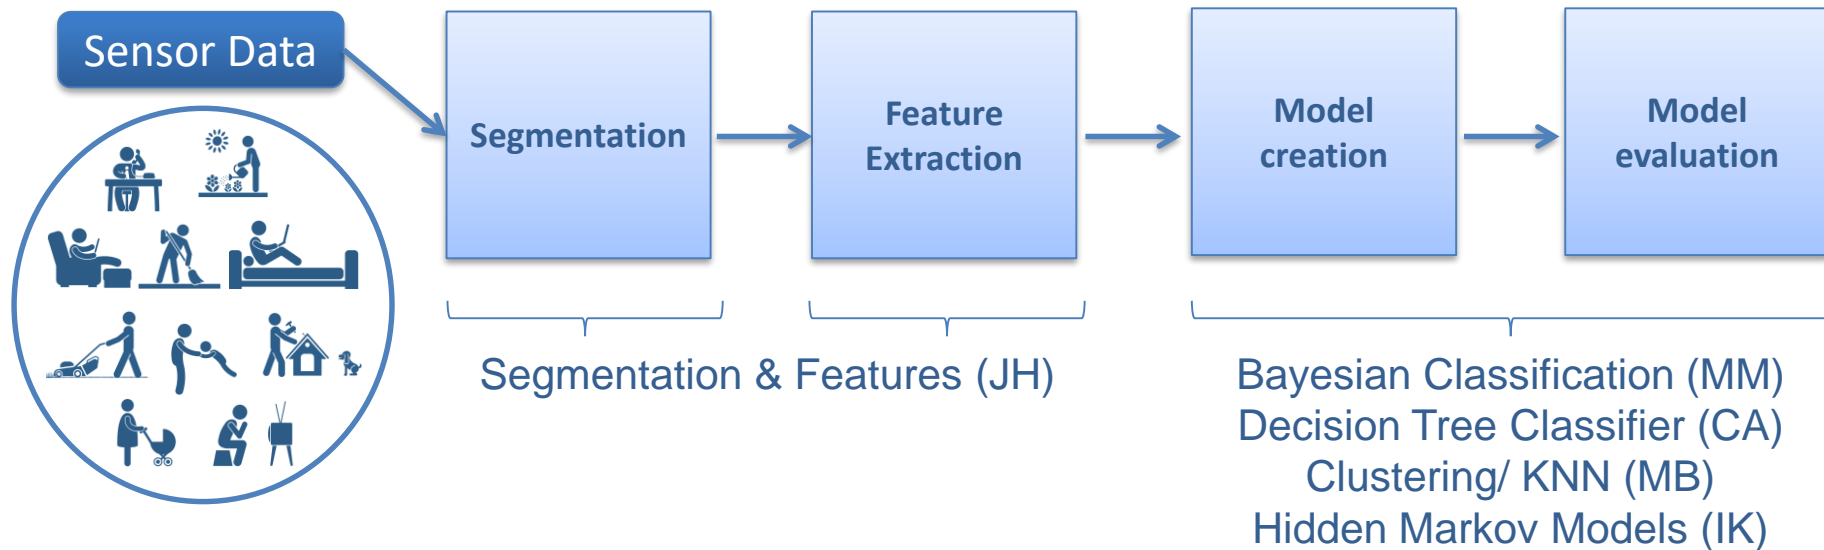 Sensor Data
Segmentation
Feature
Extraction
Model
creation
Model
evaluation
Segmentation & Features (JH)
Bayesian Classification (MM)
Decision Tree Classifier (CA)
Clustering/ KNN (MB)
Hidden Markov Models (IK)